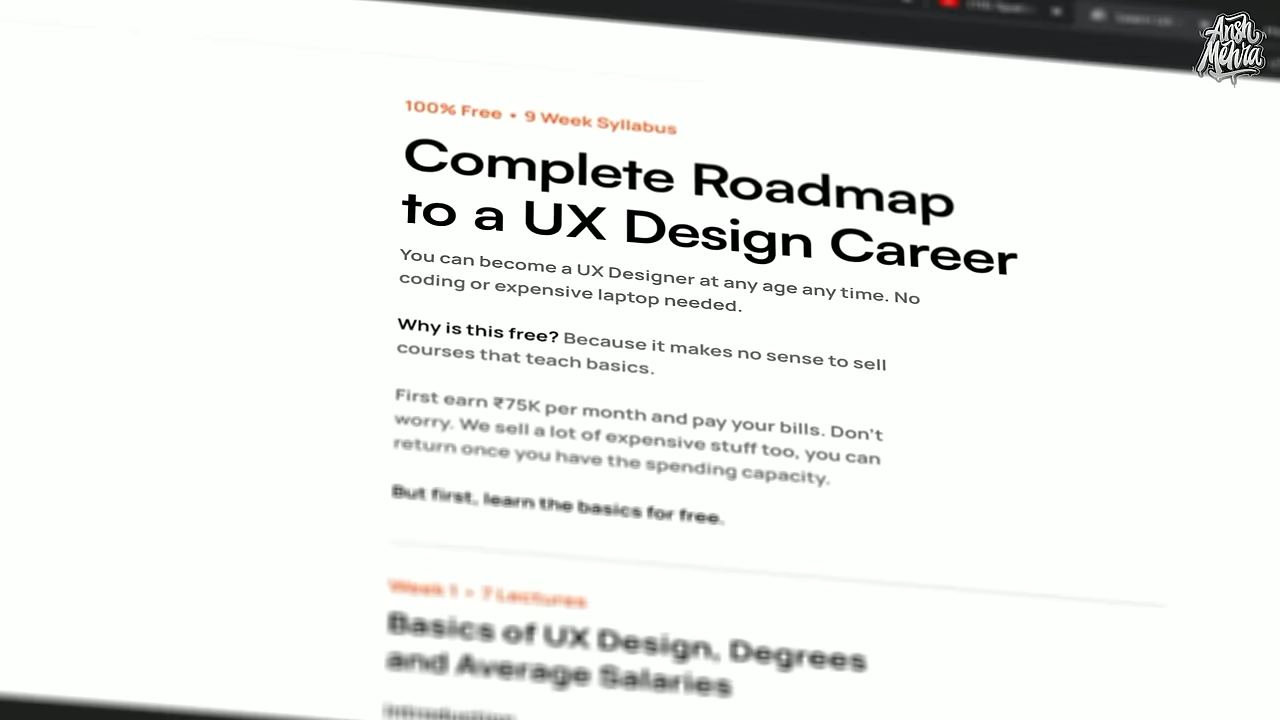 Ansh
Mehra
100% Free • 9 Week Syllabus
Complete Roadmap
to a UX Design Career
You can become a UX Designer at any age any time. No
coding or expensive laptop needed.
Why is this free? Because it makes no sense to sell
courses that teach basics.
First earn ₹75K per month and pay your bills. Don't
worry. We sell a lot of expensive stuff too, you can
return once you have the spending capacity.
But first, learn the basics for free.
Week 1 • 7 Lectures
Basics of UX Design, Degrees
and Average Salaries
Introduction